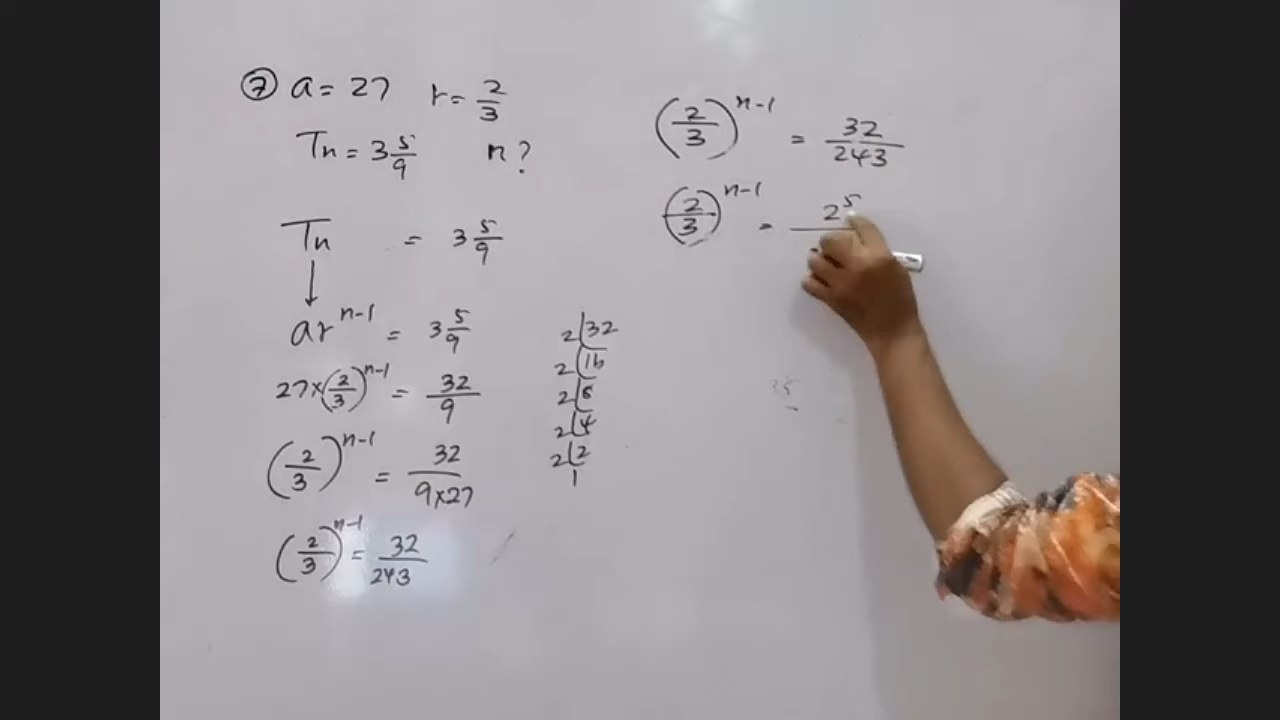 ⑦ a = 27 r = 2/3
Tn = 3 5/9 n ?
Tn = 3 5/9
↓
ar^(n-1) = 3 5/9
27 × (2/3)^(n-1) = 32/9
(2/3)^(n-1) = 32/(9×27)
(2/3)^(n-1) = 32/243
2 | 32
2 | 16
2 | 8
2 | 4
2 | 2
1
(2/3)^(n-1) = 32/243
(2/3)^(n-1) = 2^5